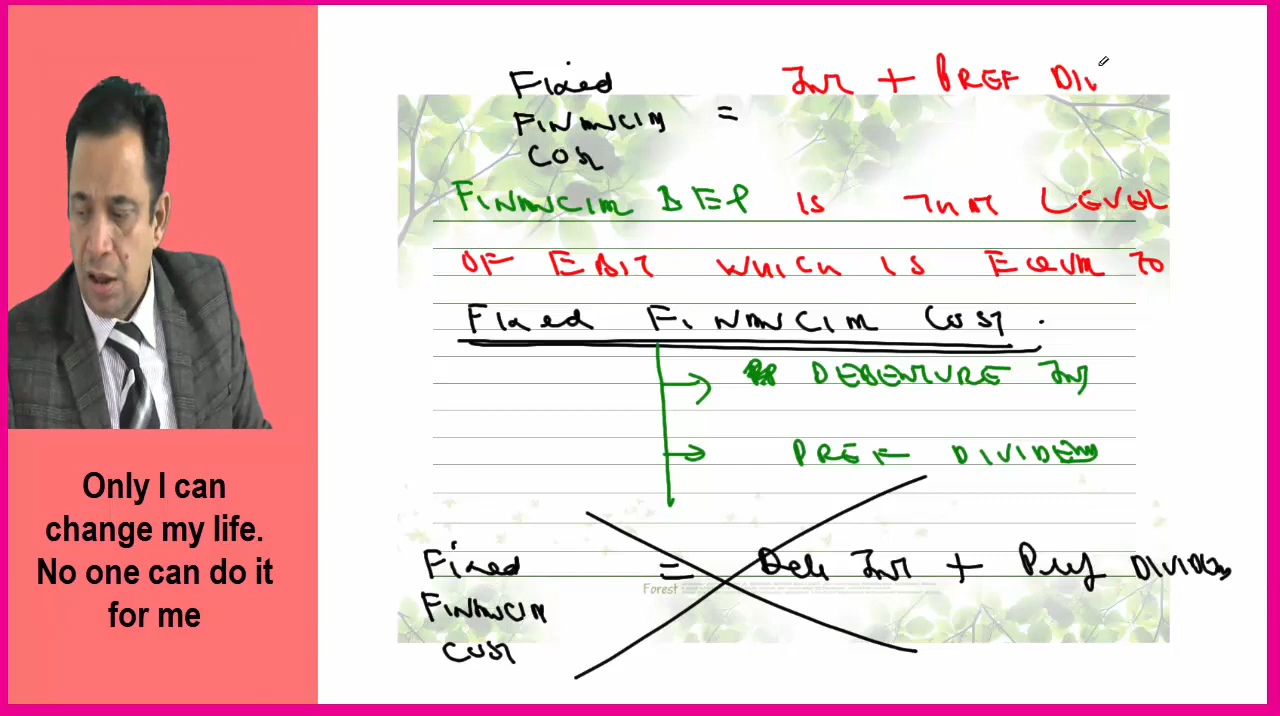 Fixed
FINANCIAL
COST
=
INT + PREF DIV
FINANCIAL BEP IS THAT LEVEL
OF EBIT WHICH IS EQUAL TO
Fixed FINANCIAL COST.
DEBENTURE INT
PREF DIVIDEND
Fixed
FINANCIAL
COST
= Deb INT + Pref DIVIDEND
Forest
Only I can
change my life.
No one can do it
for me